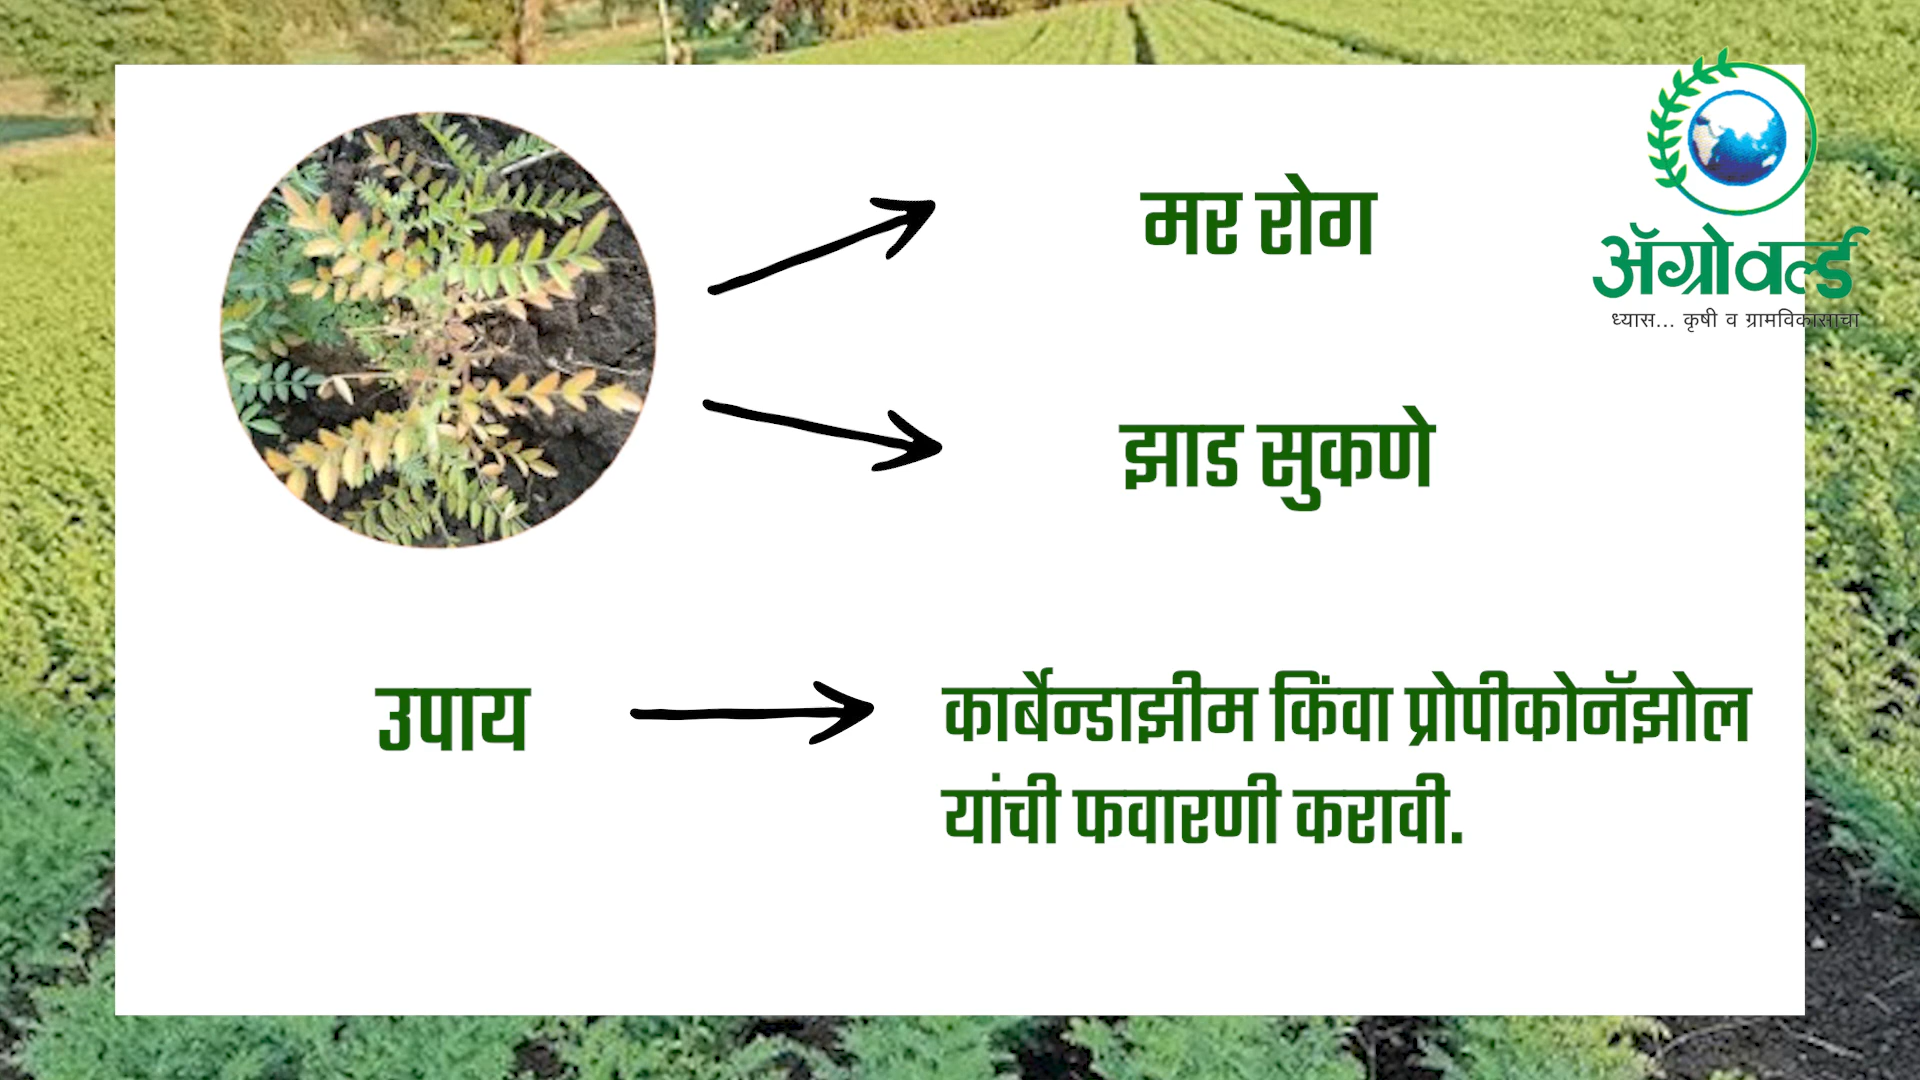 मर रोग
ॲग्रोवर्ल्ड
ध्यास... कृषी व ग्रामविकासाचा
झाड सुकणे
उपाय
कार्बेन्डाझीम किंवा प्रोपीकोनॅझोल
यांची फवारणी करावी.